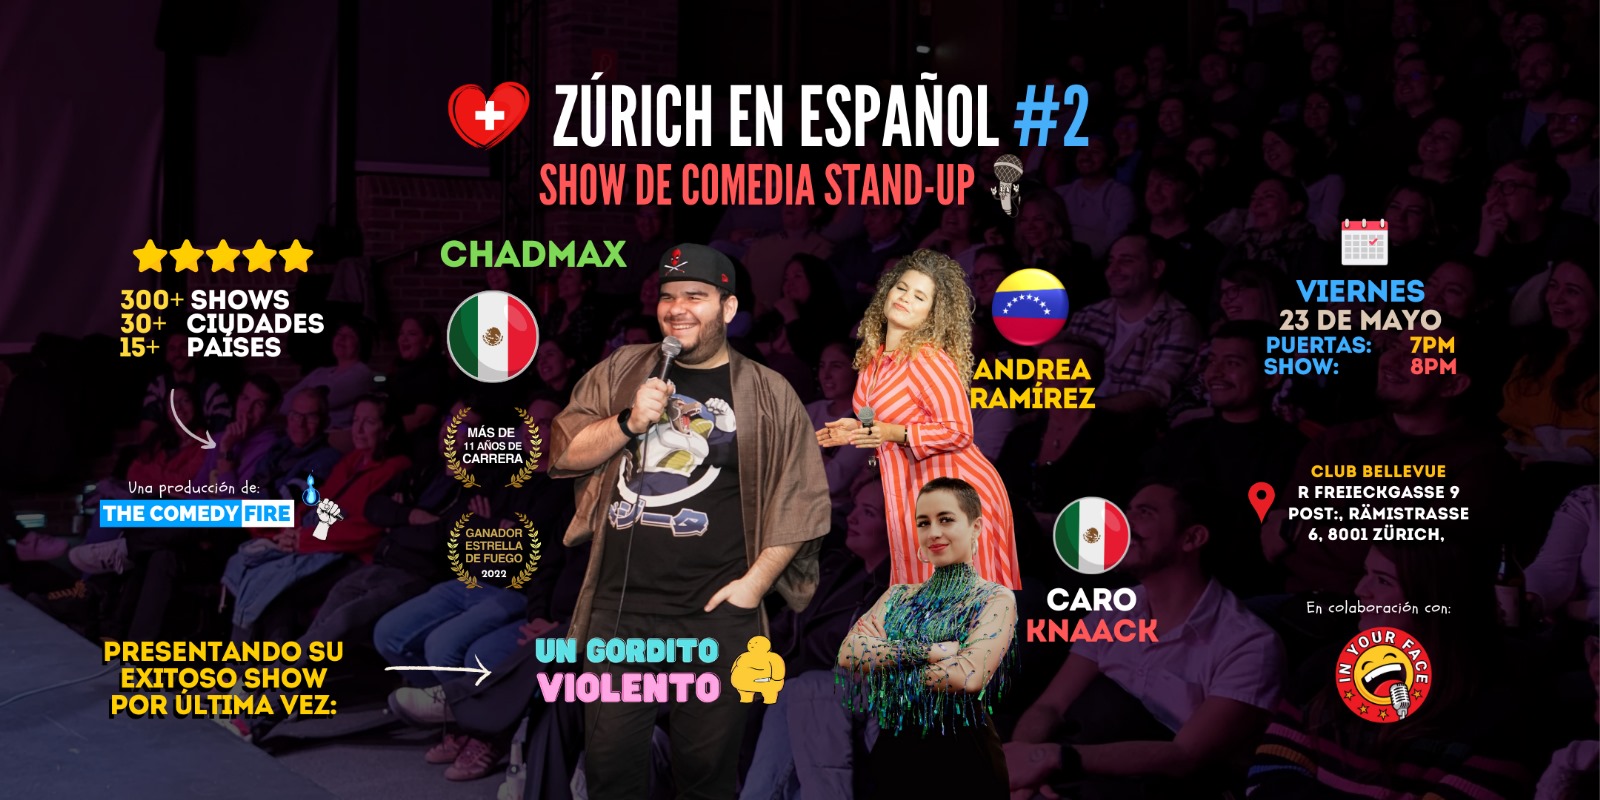 ZÚRICH EN ESPAÑOL #2
SHOW DE COMEDIA STAND-UP
300+ SHOWS
30+ CIUDADES
15+ PAÍSES
Una producción de:
THE COMEDY FIRE
PRESENTANDO SU
EXITOSO SHOW
POR ÚLTIMA VEZ:
CHADMAX
MÁS DE
11 AÑOS DE
CARRERA
GANADOR
ESTRELLA
DE FUEGO
2022
UN GORDITO
VIOLENTO
ANDREA
RAMÍREZ
CARO
KNAACK
VIERNES
23 DE MAYO
PUERTAS: 7PM
SHOW: 8PM
CLUB BELLEVUE
R FREIECKGASSE 9
POST:, RÄMISTRASSE
6, 8001 ZÜRICH,
En colaboración con:
IN YOUR FACE